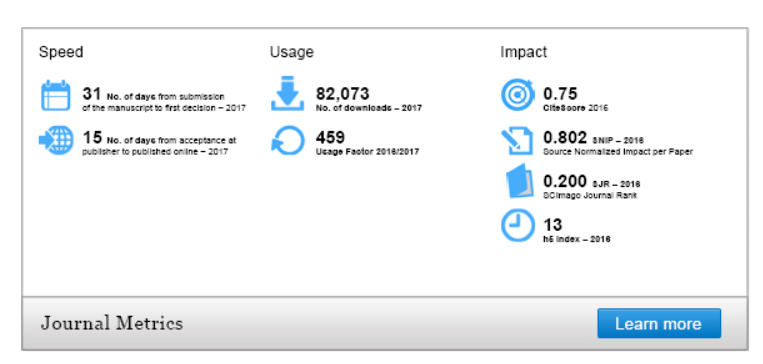 Speed
31 No. of days from submission
of the manuscript to first decision – 2017
15 No. of days from acceptance at
publisher to published online – 2017
Usage
82,073
No. of downloads – 2017
459
Usage Factor 2016/2017
Impact
0.75
CiteScore 2016
0.802 SNIP – 2016
Source Normalized Impact per Paper
0.200 SJR – 2016
SCImago Journal Rank
13
h5 Index – 2016
Journal Metrics
Learn more